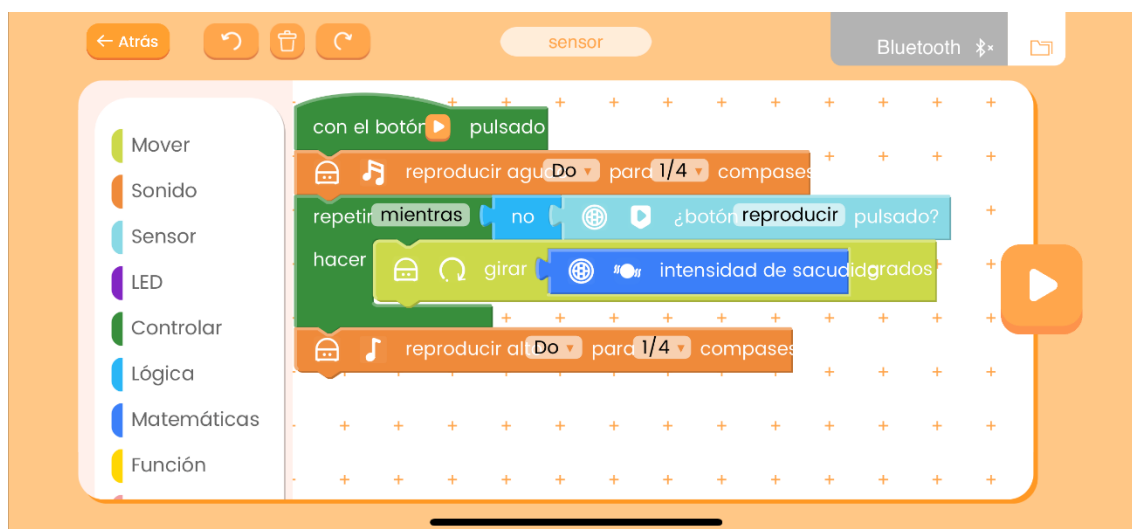 ← Atrás
sensor
Bluetooth
Mover
Sonido
Sensor
LED
Controlar
Lógica
Matemáticas
Función
con el botón pulsado
reproducir agu Do para 1/4 compases
repetir mientras no ¿botón reproducir pulsado?
hacer girar intensidad de sacudida grados
reproducir alt Do para 1/4 compases